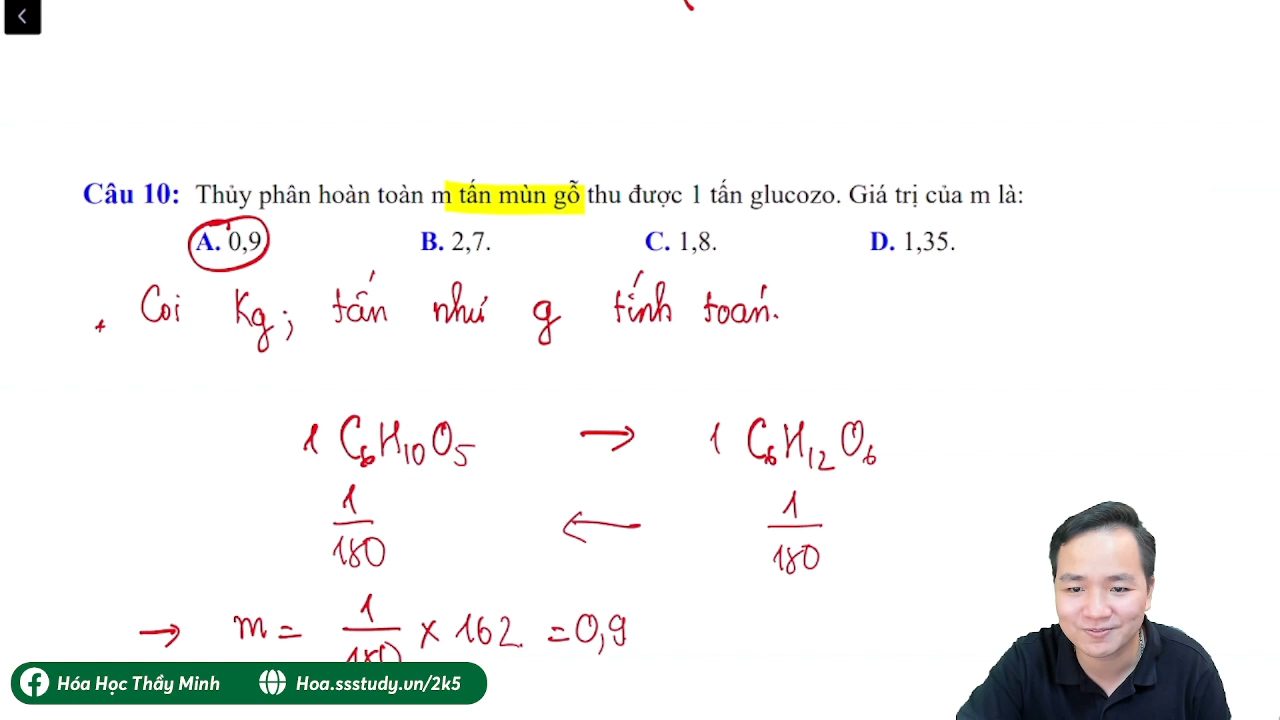 Câu 10: Thủy phân hoàn toàn m tấn mùn gỗ thu được 1 tấn glucozo. Giá trị của m là:
A. 0,9 B. 2,7. C. 1,8. D. 1,35.
+ Coi Kg; tấn như g tính toán.
1 C6H10O5 → 1 C6H12O6
1/180 ← 1/180
→ m = 1/180 × 162 = 0,9
Hóa Học Thầy Minh Hoa.ssstudy.vn/2k5